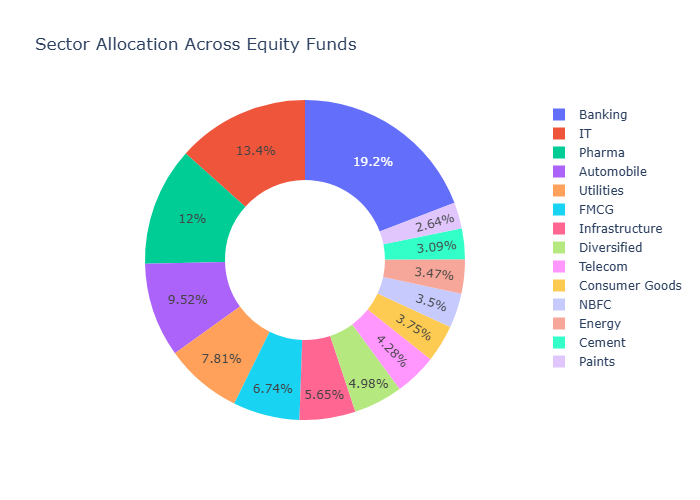 Sector Allocation Across Equity Funds
19.2%
13.4%
12%
9.52%
7.81%
6.74%
5.65%
4.98%
4.28%
3.75%
3.5%
3.47%
3.09%
2.64%
Banking
IT
Pharma
Automobile
Utilities
FMCG
Infrastructure
Diversified
Telecom
Consumer Goods
NBFC
Energy
Cement
Paints